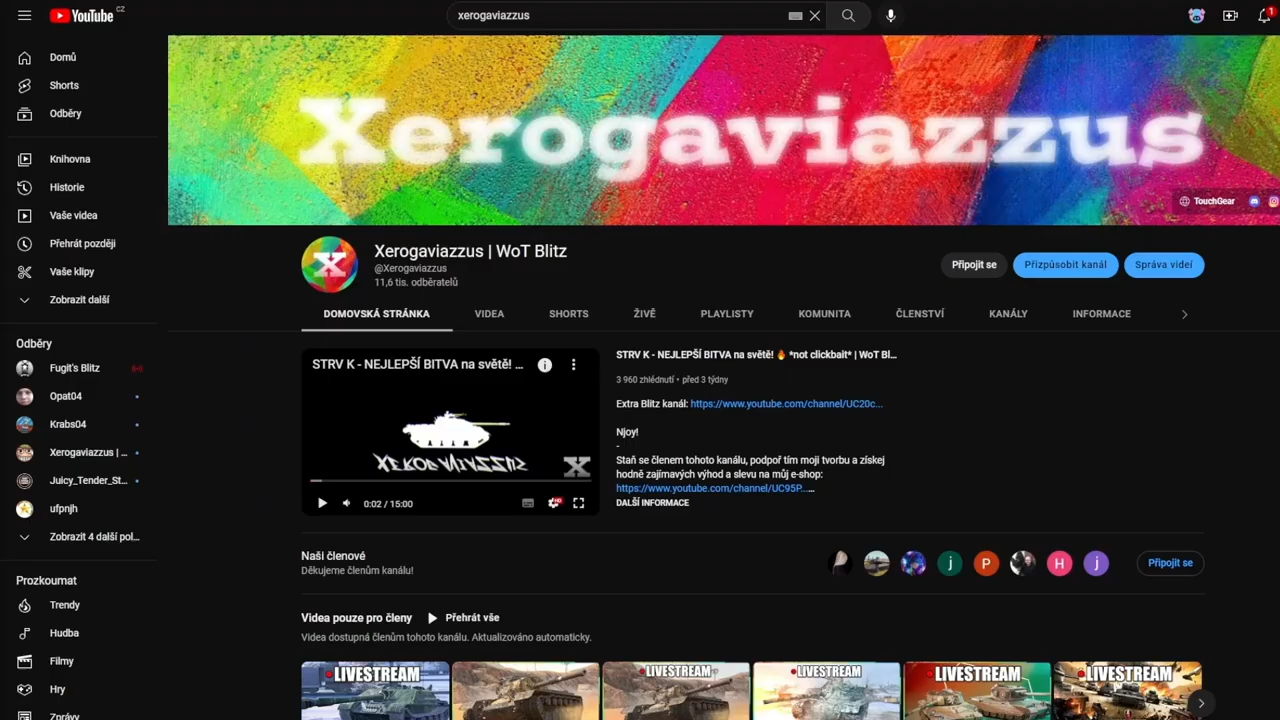 YouTube CZ
xerogaviazzus
1
Domů
Shorts
Odběry
Knihovna
Historie
Vaše videa
Přehrát později
Vaše klipy
Zobrazit další
Odběry
Fugit's Blitz
Opat04
Krabs04
Xerogaviazzus | ...
Juicy_Tender_St...
ufpnjh
Zobrazit 4 další pol...
Prozkoumat
Trendy
Hudba
Filmy
Hry
Zprávy
Xerogaviazzus
TouchGear
X
Xerogaviazzus | WoT Blitz
@Xerogaviazzus
11,6 tis. odběratelů
Připojit se
Přizpůsobit kanál
Správa videí
DOMOVSKÁ STRÁNKA
VIDEA
SHORTS
ŽIVĚ
PLAYLISTY
KOMUNITA
ČLENSTVÍ
KANÁLY
INFORMACE
STRV K - NEJLEPŠÍ BITVA na světě! ...
XEROGAVIAZZUS
X
0:02 / 15:00
HD
STRV K - NEJLEPŠÍ BITVA na světě! 🔥 *not clickbait* | WoT Bl...
3 960 zhlédnutí • před 3 týdny
Extra Blitz kanál: https://www.youtube.com/channel/UC20c...
Njoy!
-
Staň se členem tohoto kanálu, podpoř tím moji tvorbu a získej
hodně zajímavých výhod a slevu na můj e-shop:
https://www.youtube.com/channel/UC95P...
...
DALŠÍ INFORMACE
Naši členové
Děkujeme členům kanálu!
j
P
H
j
Připojit se
Videa pouze pro členy
Přehrát vše
Videa dostupná členům tohoto kanálu. Aktualizováno automaticky.
LIVESTREAM
LIVESTREAM
LIVESTREAM
LIVESTREAM
LIVESTREAM